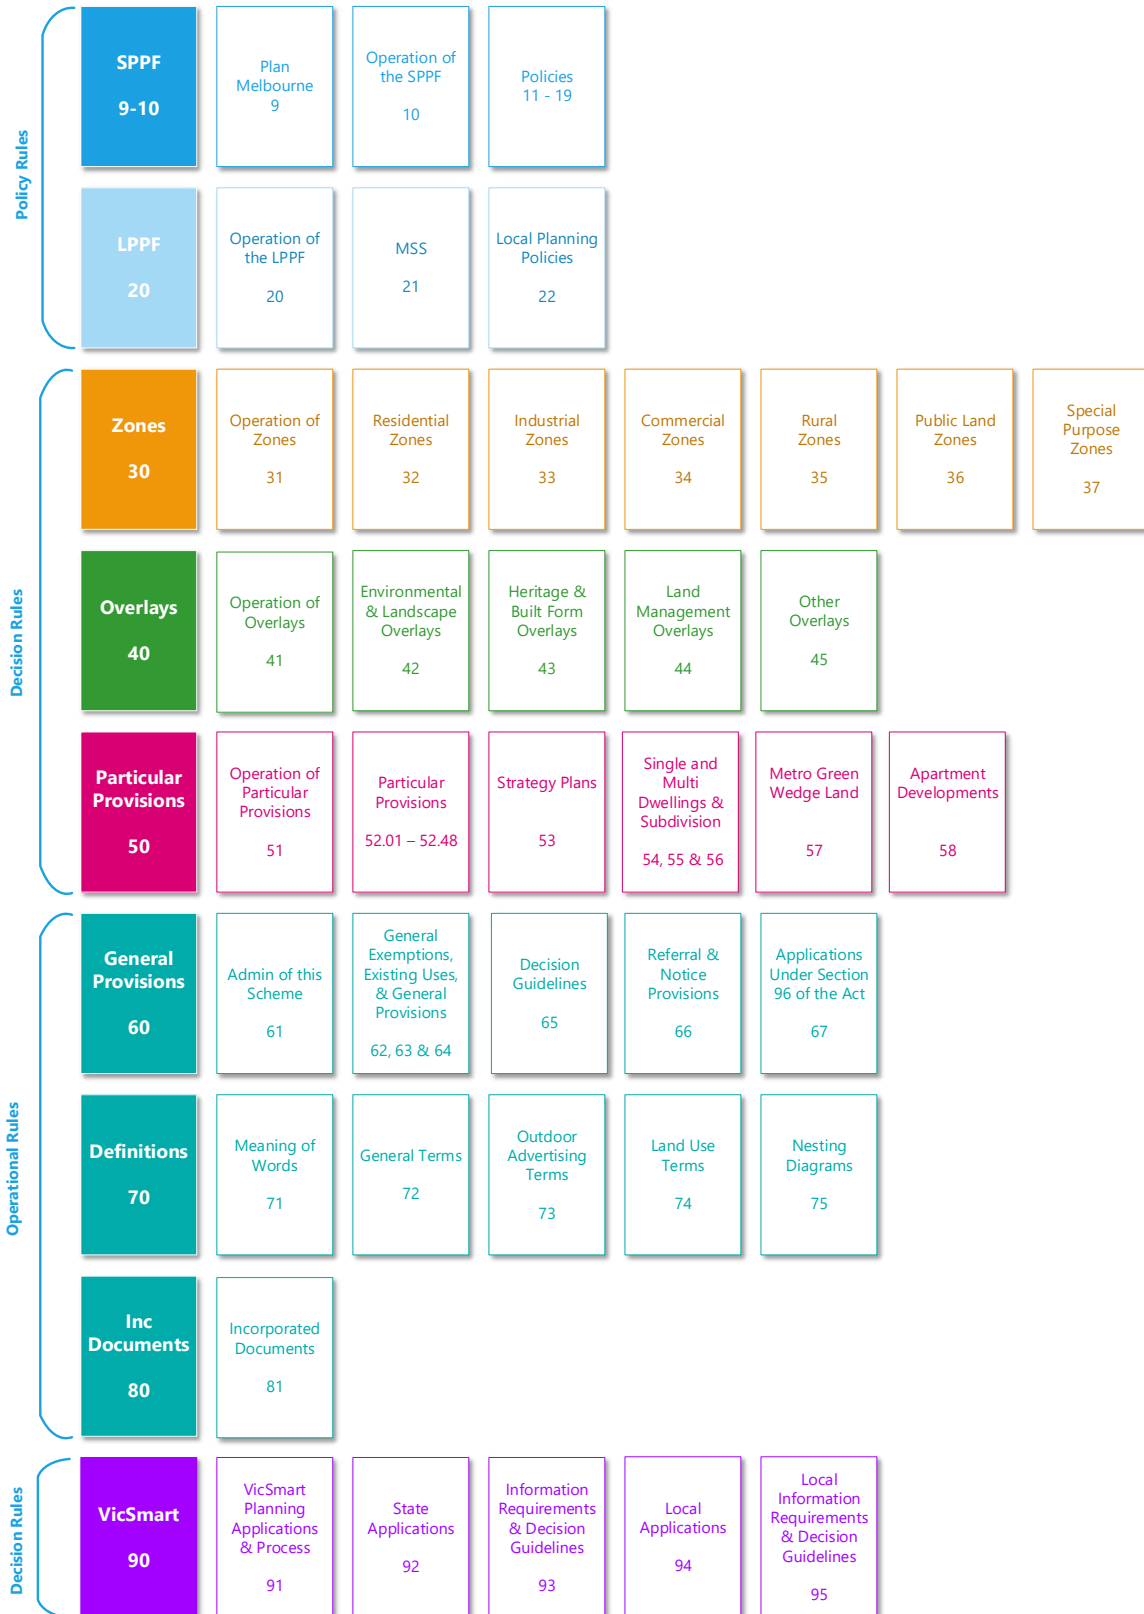 Policy Rules
SPPF
9-10
Plan
Melbourne
9
Operation of
the SPPF
10
Policies
11 - 19
LPPF
20
Operation of
the LPPF
20
MSS
21
Local Planning
Policies
22
Decision Rules
Zones
30
Operation of
Zones
31
Residential
Zones
32
Industrial
Zones
33
Commercial
Zones
34
Rural
Zones
35
Public Land
Zones
36
Special
Purpose
Zones
37
Overlays
40
Operation of
Overlays
41
Environmental
& Landscape
Overlays
42
Heritage &
Built Form
Overlays
43
Land
Management
Overlays
44
Other
Overlays
45
Particular
Provisions
50
Operation of
Particular
Provisions
51
Particular
Provisions
52.01 – 52.48
Strategy Plans
53
Single and
Multi
Dwellings &
Subdivision
54, 55 & 56
Metro Green
Wedge Land
57
Apartment
Developments
58
Operational Rules
General
Provisions
60
Admin of this
Scheme
61
General
Exemptions,
Existing Uses,
& General
Provisions
62, 63 & 64
Decision
Guidelines
65
Referral &
Notice
Provisions
66
Applications
Under Section
96 of the Act
67
Definitions
70
Meaning of
Words
71
General Terms
72
Outdoor
Advertising
Terms
73
Land Use
Terms
74
Nesting
Diagrams
75
Inc
Documents
80
Incorporated
Documents
81
Decision Rules
VicSmart
90
VicSmart
Planning
Applications
& Process
91
State
Applications
92
Information
Requirements
& Decision
Guidelines
93
Local
Applications
94
Local
Information
Requirements
& Decision
Guidelines
95